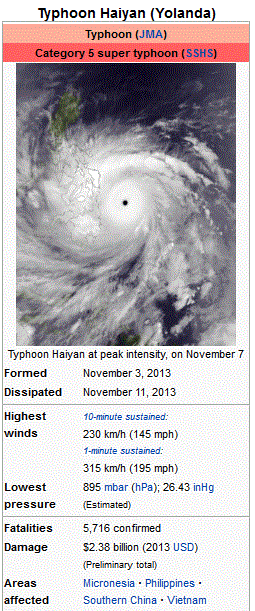 Typhoon Haiyan (Yolanda)
Typhoon (JMA)
Category 5 super typhoon (SSHS)
Typhoon Haiyan at peak intensity, on November 7
Formed November 3, 2013
Dissipated November 11, 2013
Highest winds 10-minute sustained:
230 km/h (145 mph)
1-minute sustained:
315 km/h (195 mph)
Lowest pressure 895 mbar (hPa); 26.43 inHg
(Estimated)
Fatalities 5,716 confirmed
Damage $2.38 billion (2013 USD)
(Preliminary total)
Areas affected Micronesia · Philippines ·
Southern China · Vietnam